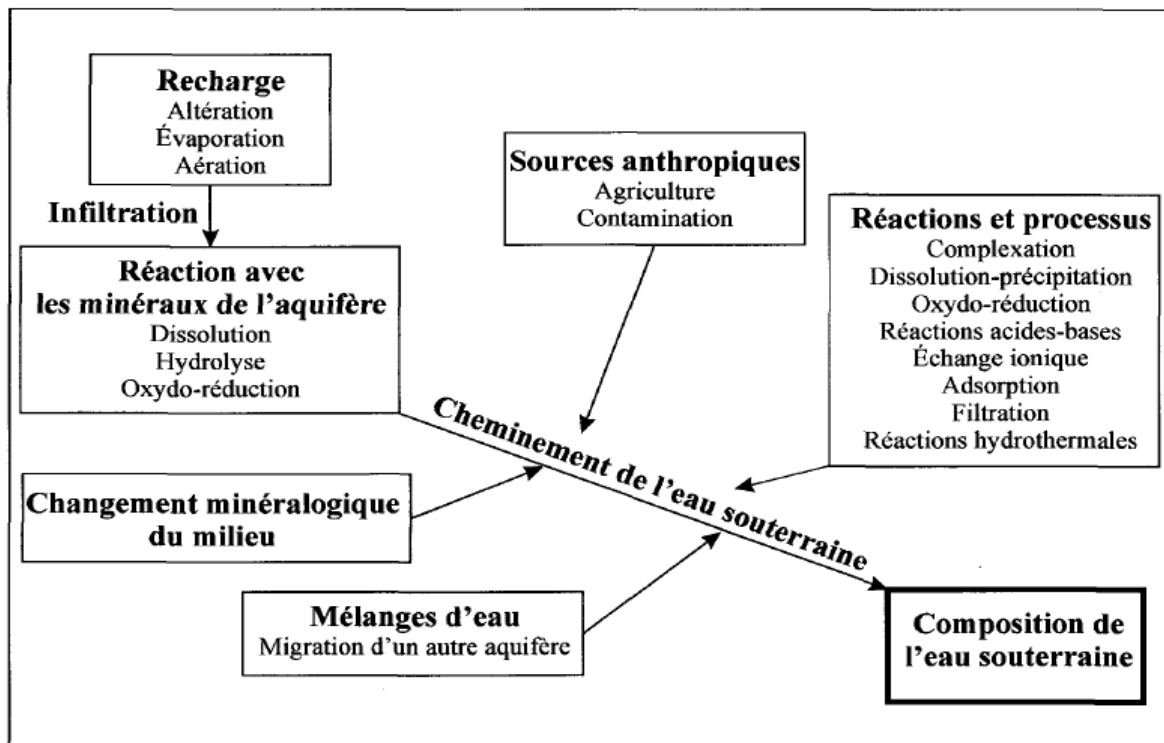 Recharge
Altération
Évaporation
Aération
Infiltration
Réaction avec
les minéraux de l'aquifère
Dissolution
Hydrolyse
Oxydo-réduction
Sources anthropiques
Agriculture
Contamination
Réactions et processus
Complexation
Dissolution-précipitation
Oxydo-réduction
Réactions acides-bases
Échange ionique
Adsorption
Filtration
Réactions hydrothermales
Cheminement de l'eau souterraine
Changement minéralogique
du milieu
Mélanges d'eau
Migration d'un autre aquifère
Composition de
l'eau souterraine